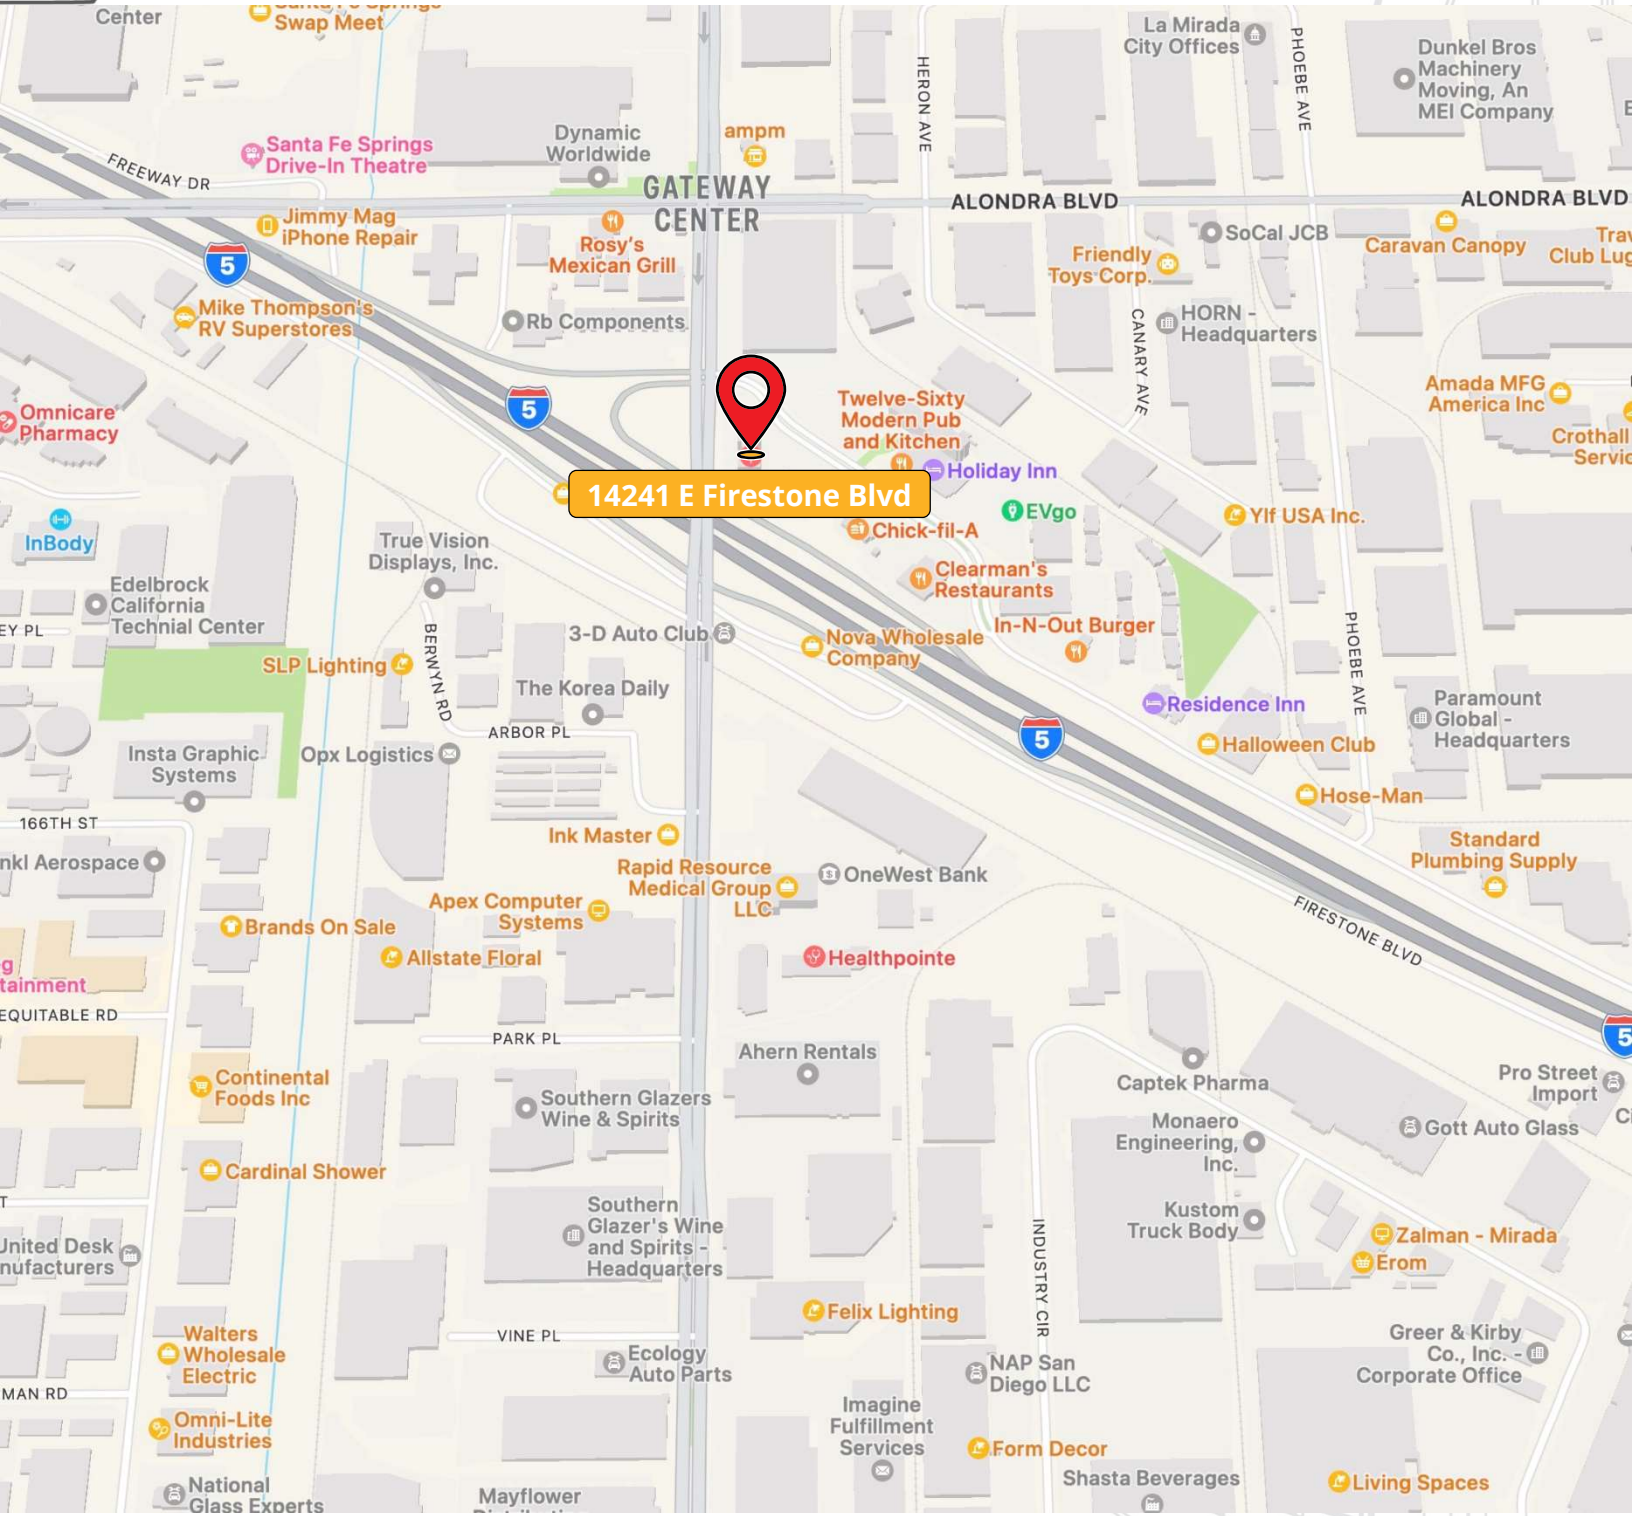 Center
Swap Meet
La Mirada
City Offices
PHOEBE AVE
Dunkel Bros
Machinery
Moving, An
MEI Company
HERON AVE
Santa Fe Springs
Drive-In Theatre
Dynamic
Worldwide
ampm
FREEWAY DR
GATEWAY
CENTER
ALONDRA BLVD
ALONDRA BLVD
Jimmy Mag
iPhone Repair
Rosy's
Mexican Grill
SoCal JCB
Caravan Canopy
Friendly
Toys Corp.
5
Mike Thompson's
RV Superstores
Rb Components
CANARY AVE
HORN -
Headquarters
5
Omnicare
Pharmacy
Twelve-Sixty
Modern Pub
and Kitchen
Amada MFG
America Inc
Crothall
Holiday Inn
14241 E Firestone Blvd
EVgo
Ylf USA Inc.
Chick-fil-A
InBody
True Vision
Displays, Inc.
Clearman's
Restaurants
Edelbrock
California
Technial Center
EY PL
BERWYN RD
3-D Auto Club
In-N-Out Burger
Nova Wholesale
Company
PHOEBE AVE
SLP Lighting
The Korea Daily
Residence Inn
Paramount
Global -
Headquarters
ARBOR PL
5
Halloween Club
Insta Graphic
Systems
Opx Logistics
Hose-Man
166TH ST
Ink Master
Standard
Plumbing Supply
nkl Aerospace
Rapid Resource
Medical Group
LLC
OneWest Bank
Apex Computer
Systems
FIRESTONE BLVD
Brands On Sale
Allstate Floral
Healthpointe
g
tainment
EQUITABLE RD
PARK PL
5
Ahern Rentals
Captek Pharma
Pro Street
Import
Continental
Foods Inc
Southern Glazers
Wine & Spirits
Monaero
Engineering,
Inc.
Gott Auto Glass
Ci
Cardinal Shower
T
Southern
Glazer's Wine
and Spirits -
Headquarters
Kustom
Truck Body
INDUSTRY CIR
Zalman - Mirada
Erom
United Desk
nufacturers
Felix Lighting
VINE PL
Walters
Wholesale
Electric
Ecology
Auto Parts
Greer & Kirby
Co., Inc. -
Corporate Office
NAP San
Diego LLC
MAN RD
Imagine
Fulfillment
Services
Omni-Lite
Industries
Form Decor
Shasta Beverages
Living Spaces
National
Glass Experts
Mayflower